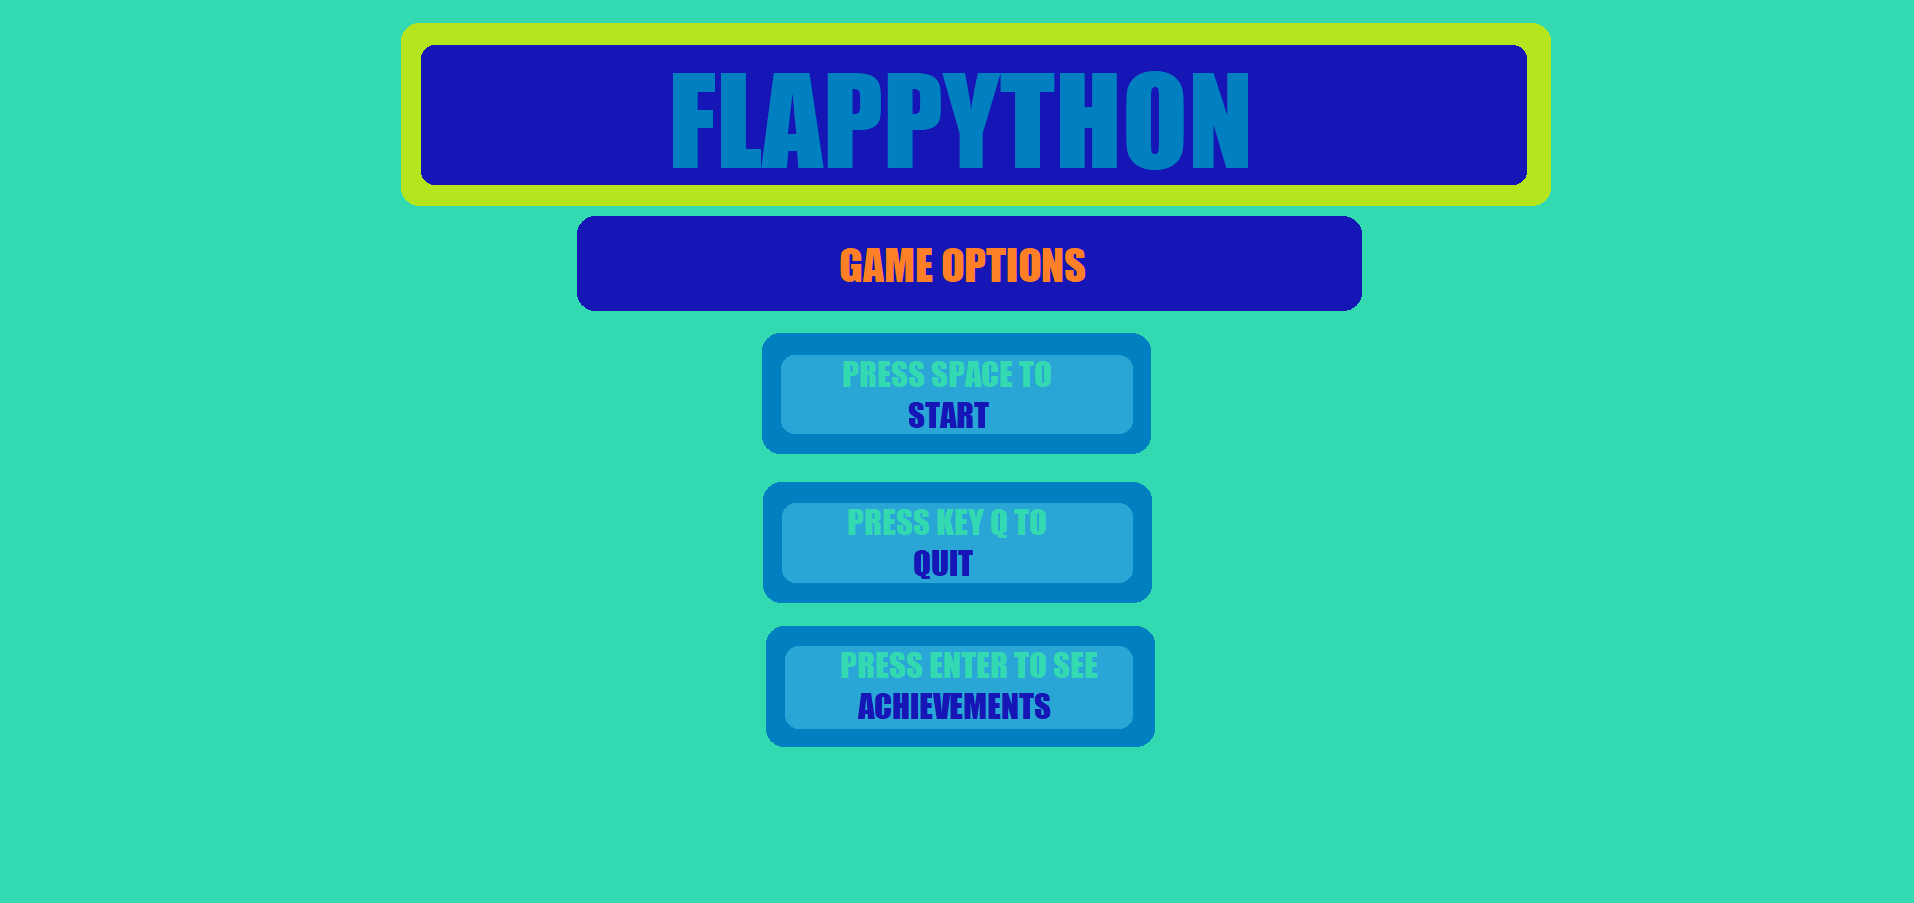 FLAPPYTHON
GAME OPTIONS
PRESS SPACE TO
START
PRESS KEY Q TO
QUIT
PRESS ENTER TO SEE
ACHIEVEMENTS